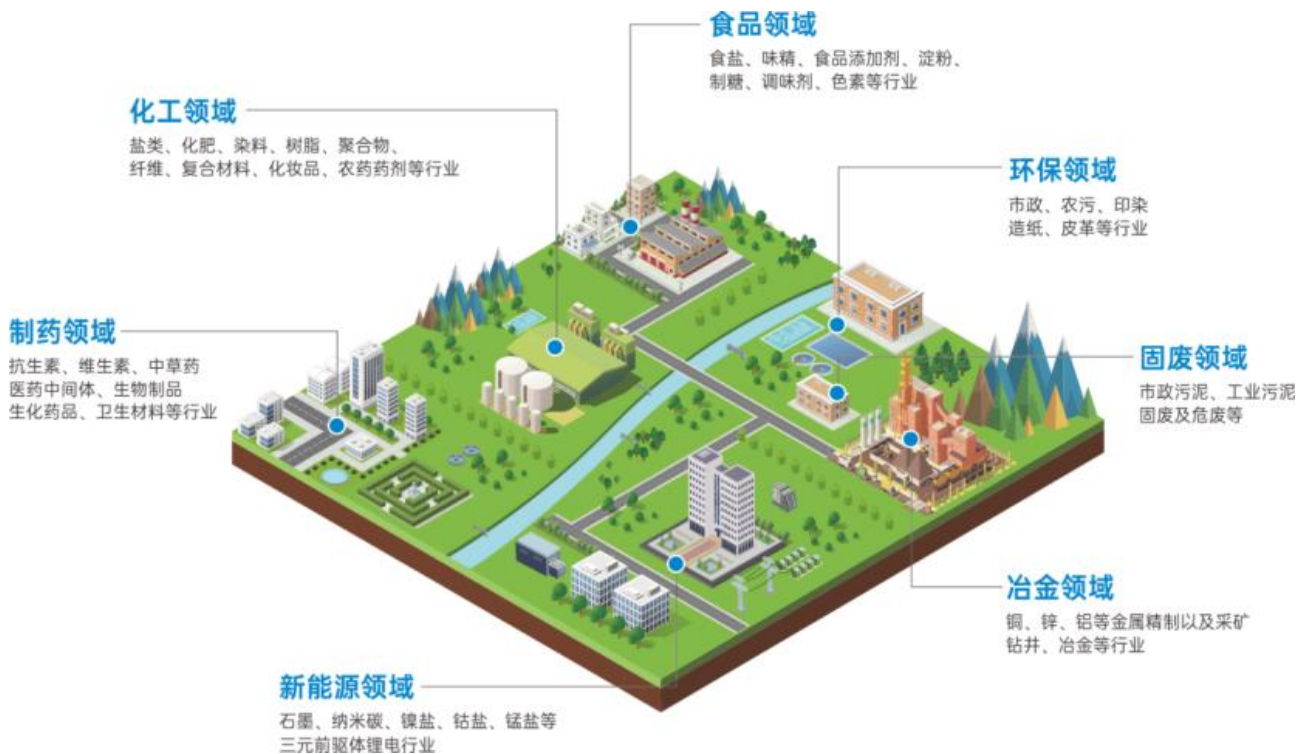 食品领域
食盐、味精、食品添加剂、淀粉、
制糖、调味剂、色素等行业
化工领域
盐类、化肥、染料、树脂、聚合物、
纤维、复合材料、化妆品、农药药剂等行业
环保领域
市政、农污、印染
造纸、皮革等行业
制药领域
抗生素、维生素、中草药
医药中间体、生物制品
生化药品、卫生材料等行业
固废领域
市政污泥、工业污泥
固废及危废等
冶金领域
铜、锌、铝等金属精制以及采矿
钻井、冶金等行业
新能源领域
石墨、纳米碳、镍盐、钴盐、锰盐等
三元前驱体锂电行业